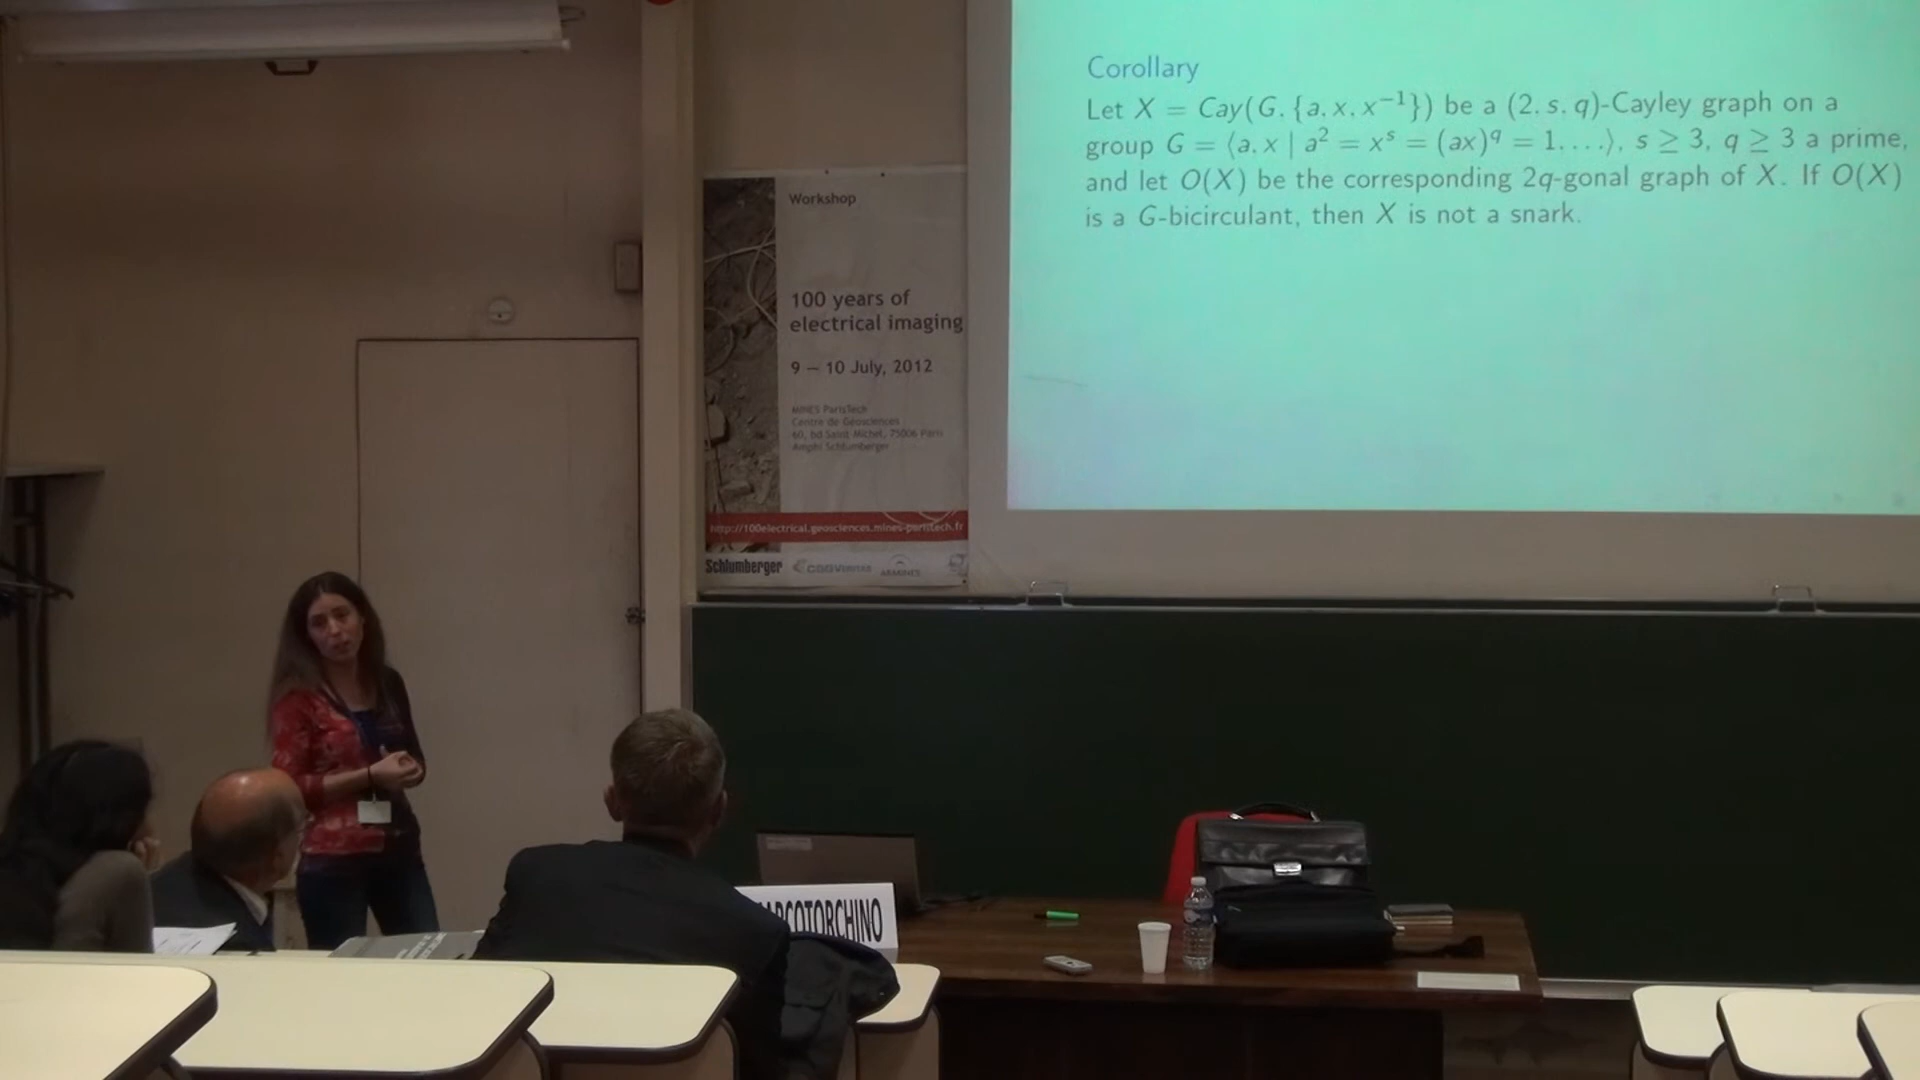 Workshop
100 years of
electrical imaging
9 – 10 July, 2012
MINES ParisTech
Centre de Géosciences
60, bd Saint Michel, 75006 Paris
Amphi Schlumberger
http://100electrical.geosciences.mines-paristech.fr
Schlumberger
CGGVeritas
ARMINES
Corollary
Let X = Cay(G, {a, x, x⁻¹}) be a (2, s, q)-Cayley graph on a
group G = ⟨a, x | a² = xˢ = (ax)^q = 1, . . .⟩, s ≥ 3, q ≥ 3 a prime,
and let O(X) be the corresponding 2q-gonal graph of X. If O(X)
is a G-bicirculant, then X is not a snark.
ARCOTORCHINO